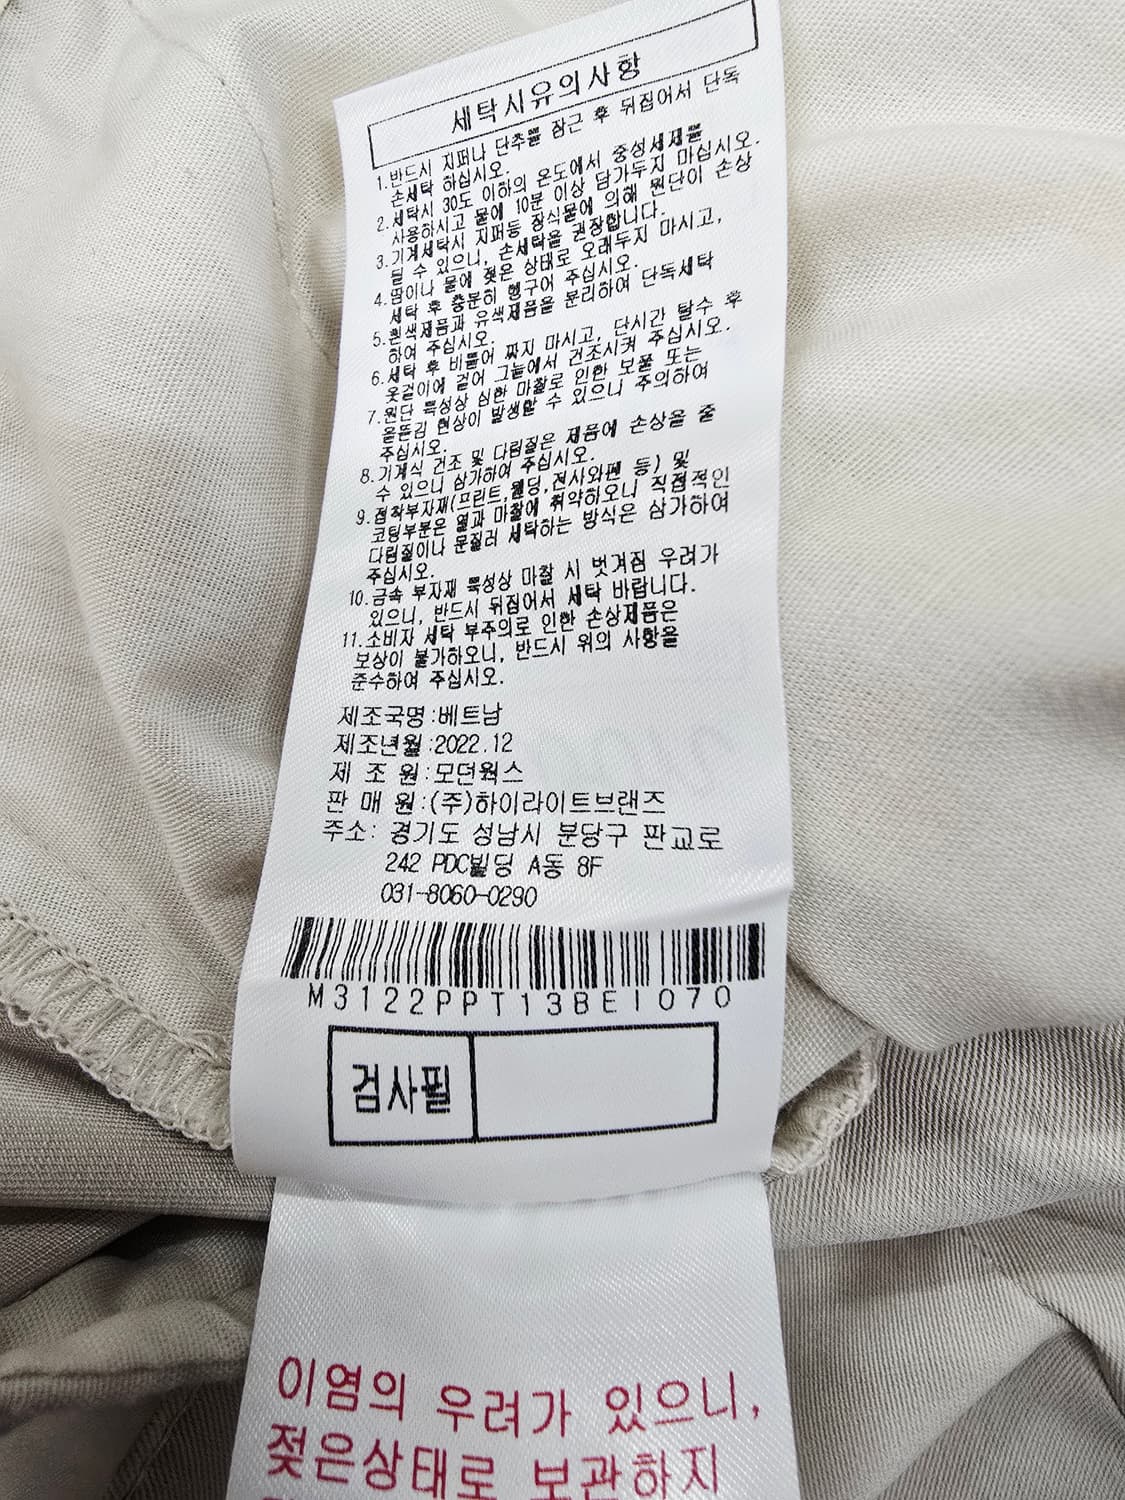 세탁시유의사항
1.반드시 지퍼나 단추를 잠근 후 뒤집어서 단독
손세탁 하십시오.
2.세탁시 30도 이하의 온도에서 중성세제를
사용하시고 물에 10분 이상 담가두지 마십시오.
3.기계세탁시 지퍼등 장식물에 의해 원단이 손상
될 수 있으니, 손세탁을 권장합니다.
4.땀이나 물에 젖은 상태로 오래두지 마시고,
세탁 후 충분히 헹구어 주십시오.
5.흰색제품과 유색제품을 분리하여 단독세탁
하여 주십시오.
6.세탁 후 비틀어 짜지 마시고, 단시간 탈수 후
옷걸이에 걸어 그늘에서 건조시켜 주십시오.
7.원단 특성상 심한 마찰로 인한 보풀 또는
올뜯김 현상이 발생할 수 있으니 주의하여
주십시오.
8.기계식 건조 및 다림질은 제품에 손상을 줄
수 있으니 삼가하여 주십시오.
9.접착부자재(프린트,웰딩,전사와펜 등) 및
코팅부분은 열과 마찰에 취약하오니 직접적인
다림질이나 문질러 세탁하는 방식은 삼가하여
주십시오.
10.금속 부자재 특성상 마찰 시 벗겨짐 우려가
있으니, 반드시 뒤집어서 세탁 바랍니다.
11.소비자 세탁 부주의로 인한 손상제품은
보상이 불가하오니, 반드시 위의 사항을
준수하여 주십시오.
제조국명:베트남
제조년월:2022.12
제 조 원:모던웍스
판 매 원:(주)하이라이트브랜즈
주소: 경기도 성남시 분당구 판교로
242 PDC빌딩 A동 8F
031-8060-0290
M3122PPT13BEI070
검사필
이염의 우려가 있으니,
젖은상태로 보관하지